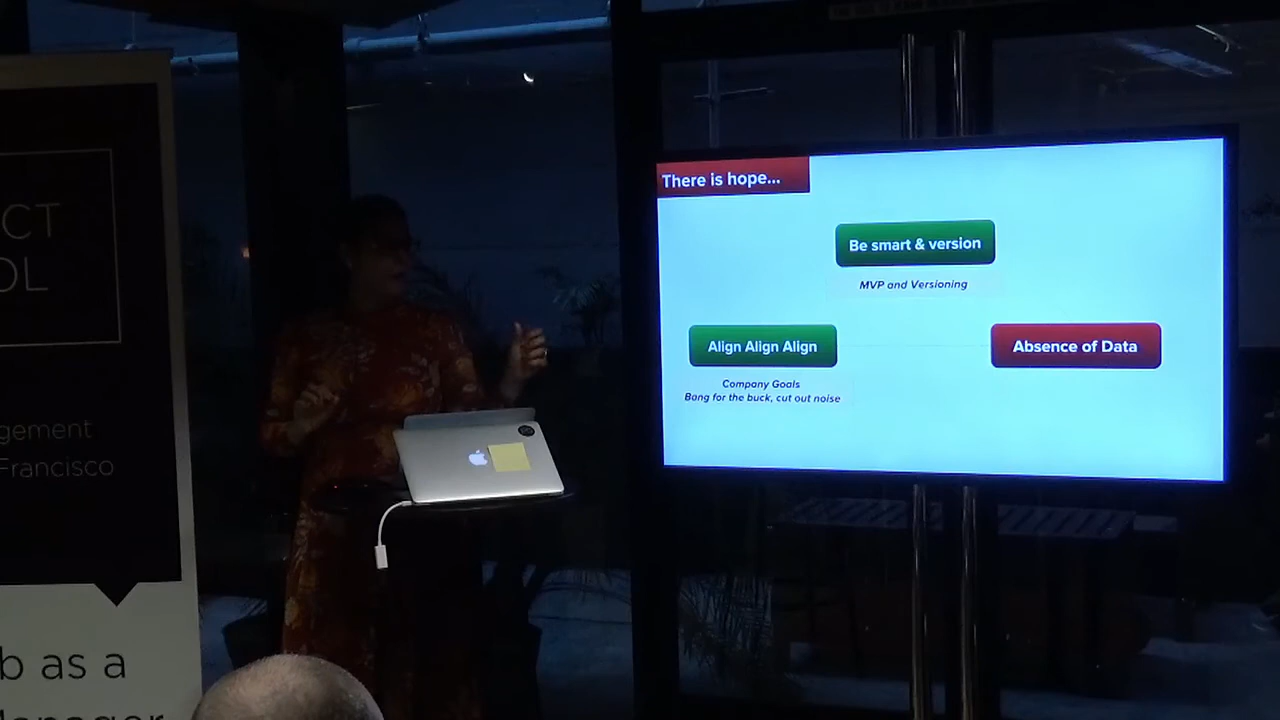 CT
OL
gement
Francisco
b as a
Manager
There is hope...
Be smart & version
MVP and Versioning
Align Align Align
Company Goals
Bang for the buck, cut out noise
Absence of Data